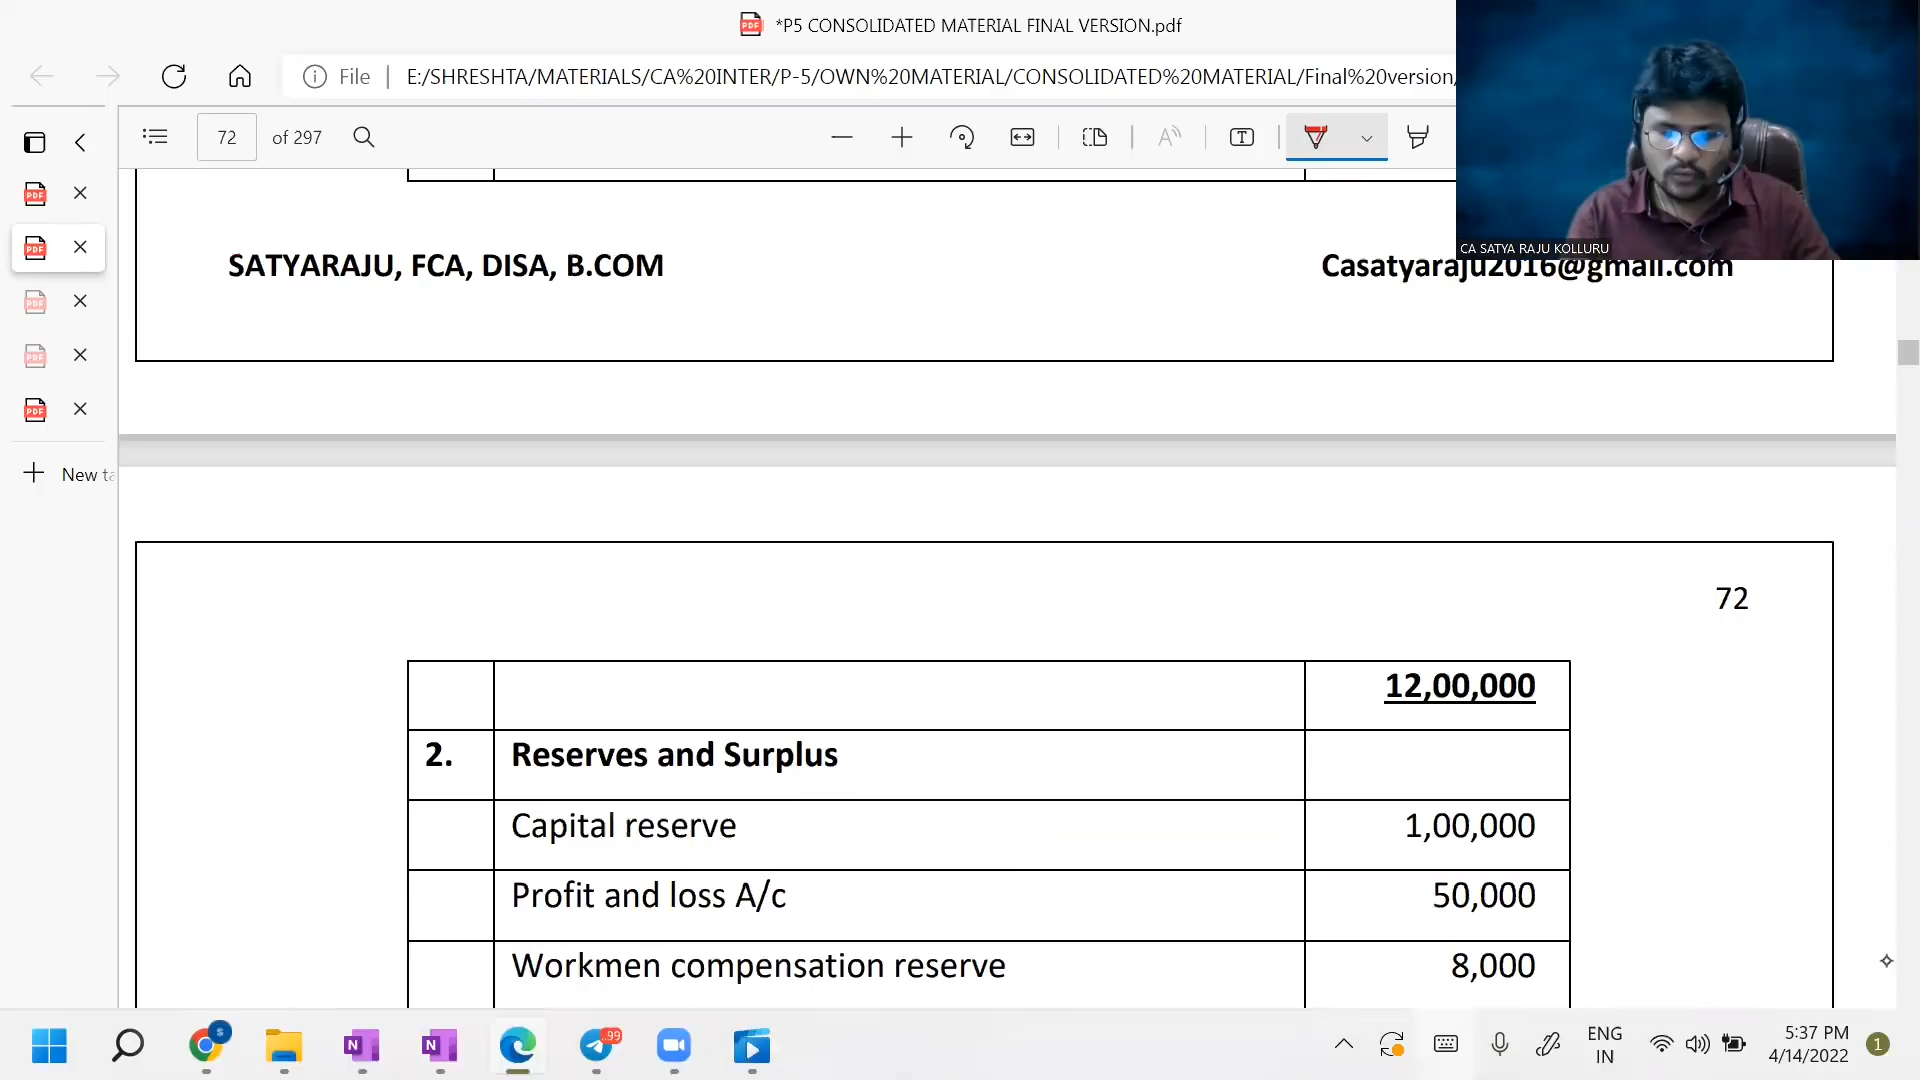 *P5 CONSOLIDATED MATERIAL FINAL VERSION.pdf
File
E:/SHRESHTA/MATERIALS/CA%20INTER/P-5/OWN%20MATERIAL/CONSOLIDATED%20MATERIAL/Final%20version
72 of 297
CA SATYA RAJU KOLLURU
SATYARAJU, FCA, DISA, B.COM
Casatyaraju2016@gmail.com
New ta
72
12,00,000
2. Reserves and Surplus
Capital reserve 1,00,000
Profit and loss A/c 50,000
Workmen compensation reserve 8,000
.99
ENG
IN
5:37 PM
4/14/2022
1